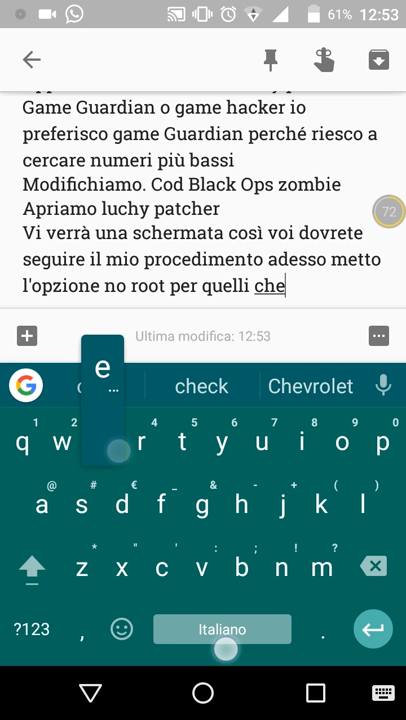 61% 12:53
Game Guardian o game hacker io
preferisco game Guardian perché riesco a
cercare numeri più bassi
Modifichiamo. Cod Black Ops zombie
Apriamo luchy patcher
72
Vi verrà una schermata così voi dovrete
seguire il mio procedimento adesso metto
l'opzione no root per quelli che
Ultima modifica: 12:53
e
...
G check Chevrolet
1 2 4 5 6 7 8 9 0
q w r t y u i o p
@ # € _ & - + ( )
a s d f g h j k l
* " ' : ; ! ?
z x c v b n m
?123 , Italiano .